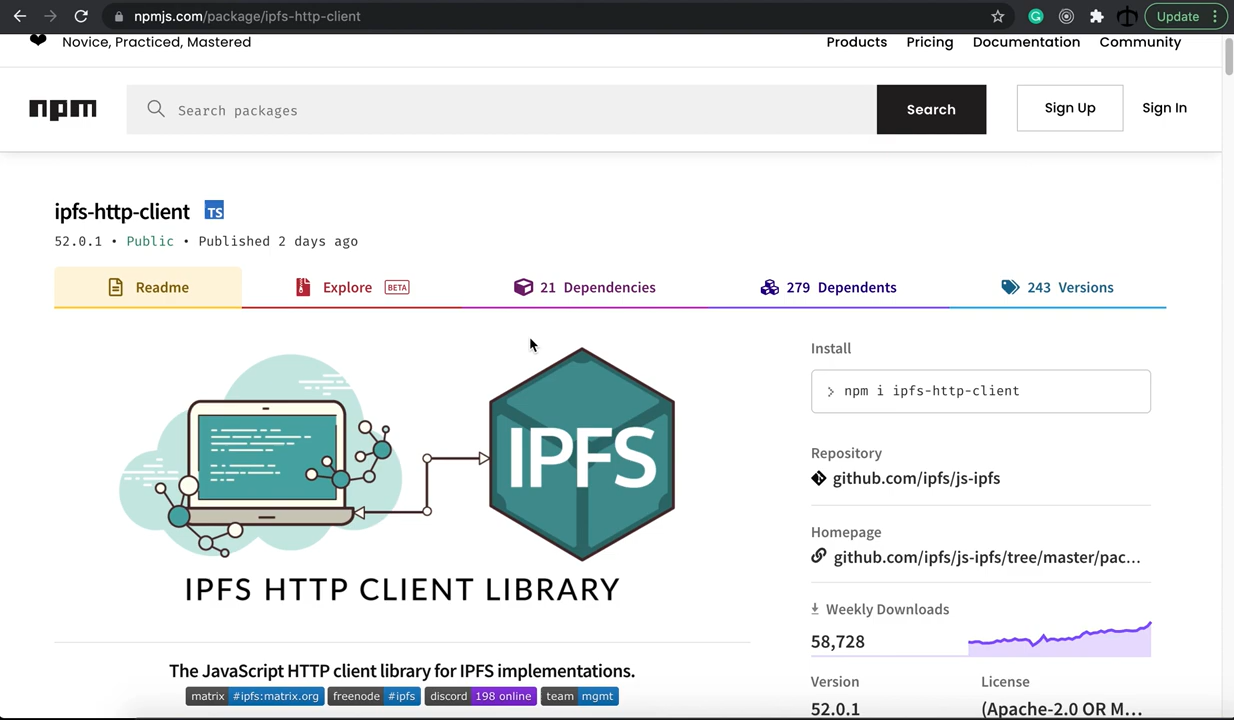 npmjs.com/package/ipfs-http-client
Update
Novice, Practiced, Mastered
Products Pricing Documentation Community
npm
Search packages
Search
Sign Up
Sign In
ipfs-http-client TS
52.0.1 • Public • Published 2 days ago
Readme
Explore BETA
21 Dependencies
279 Dependents
243 Versions
IPFS
IPFS HTTP CLIENT LIBRARY
The JavaScript HTTP client library for IPFS implementations.
matrix #ipfs:matrix.org freenode #ipfs discord 198 online team mgmt
Install
> npm i ipfs-http-client
Repository
github.com/ipfs/js-ipfs
Homepage
github.com/ipfs/js-ipfs/tree/master/pac...
Weekly Downloads
58,728
Version License
52.0.1 (Apache-2.0 OR M...